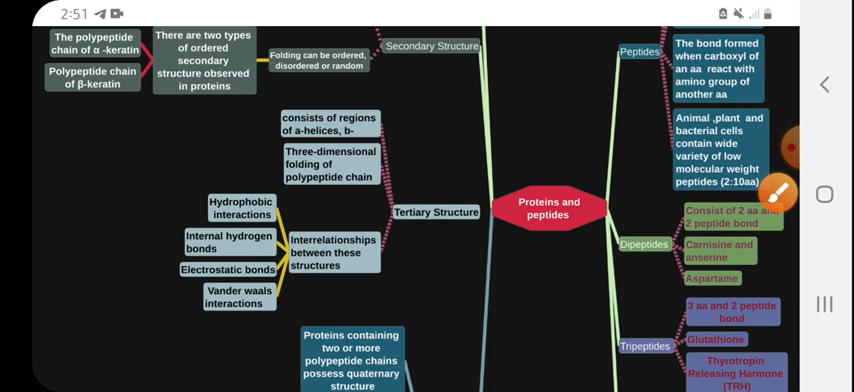 2:51
The polypeptide
chain of α -keratin
Polypeptide chain
of β-keratin
There are two types
of ordered
secondary
structure observed
in proteins
Folding can be ordered,
disordered or random
Secondary Structure
consists of regions
of a-helices, b-
Three-dimensional
folding of
polypeptide chain
Hydrophobic
interactions
Internal hydrogen
bonds
Electrostatic bonds
Vander waals
interactions
Interrelationships
between these
structures
Tertiary Structure
Proteins containing
two or more
polypeptide chains
possess quaternary
structure
Proteins and
peptides
Peptides
The bond formed
when carboxyl of
an aa react with
amino group of
another aa
Animal ,plant and
bacterial cells
contain wide
variety of low
molecular weight
peptides (2:10aa)
Dipeptides
Consist of 2 aa and
2 peptide bond
Carnisine and
anserine
Aspartame
Tripeptides
3 aa and 2 peptide
bond
Glutathione
Thyrotropin
Releasing Harmone
(TRH)